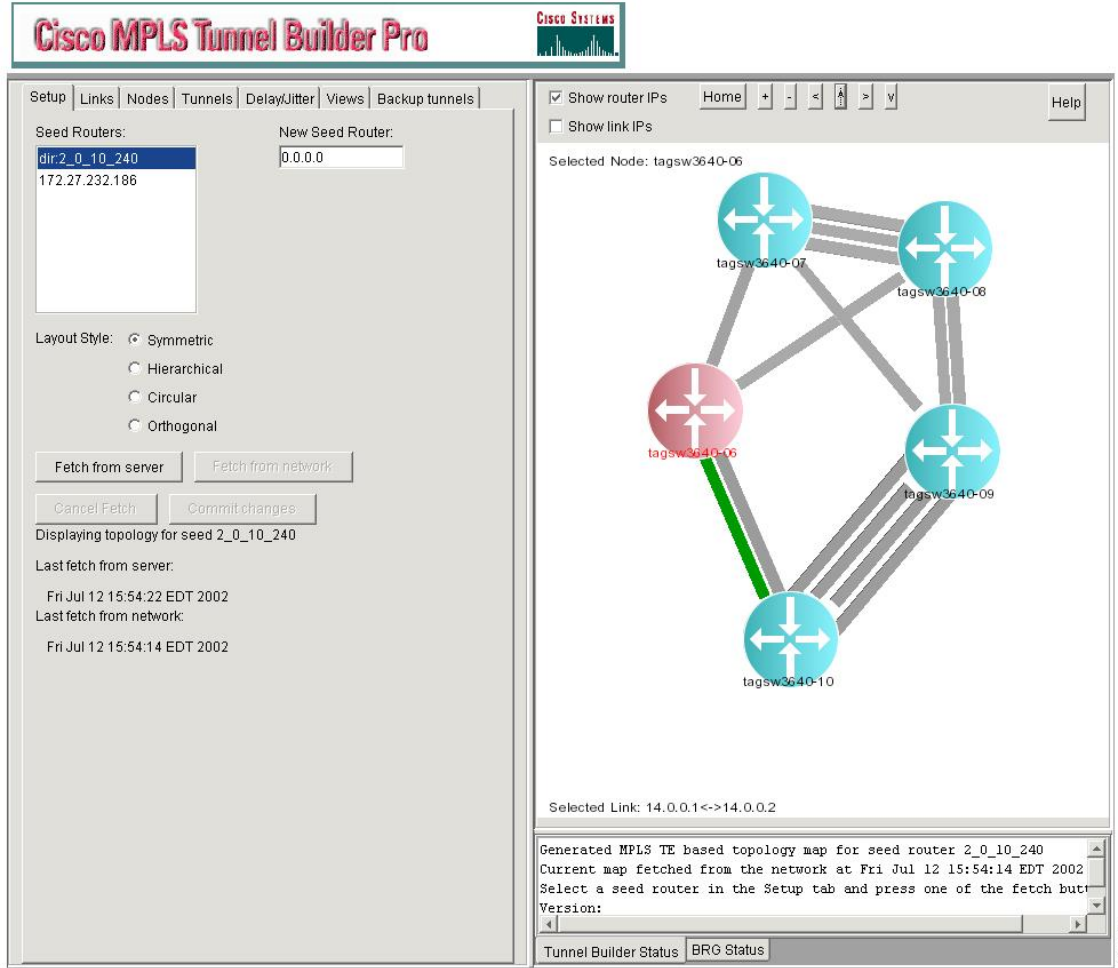 Cisco MPLS Tunnel Builder Pro
CISCO SYSTEMS
Setup Links Nodes Tunnels Delay/Jitter Views Backup tunnels
Seed Routers:
New Seed Router:
dir:2_0_10_240
172.27.232.186
0.0.0.0
Layout Style:
Symmetric
Hierarchical
Circular
Orthogonal
Fetch from server
Fetch from network
Cancel Fetch
Commit changes
Displaying topology for seed 2_0_10_240
Last fetch from server:
Fri Jul 12 15:54:22 EDT 2002
Last fetch from network:
Fri Jul 12 15:54:14 EDT 2002
Show router IPs
Home + - < ^ > v
Help
Show link IPs
Selected Node: tagsw3640-06
tagsw3640-07
tagsw3640-08
tagsw3640-06
tagsw3640-09
tagsw3640-10
Selected Link: 14.0.0.1<->14.0.0.2
Generated MPLS TE based topology map for seed router 2_0_10_240
Current map fetched from the network at Fri Jul 12 15:54:14 EDT 2002
Select a seed router in the Setup tab and press one of the fetch butt
Version:
Tunnel Builder Status BRG Status